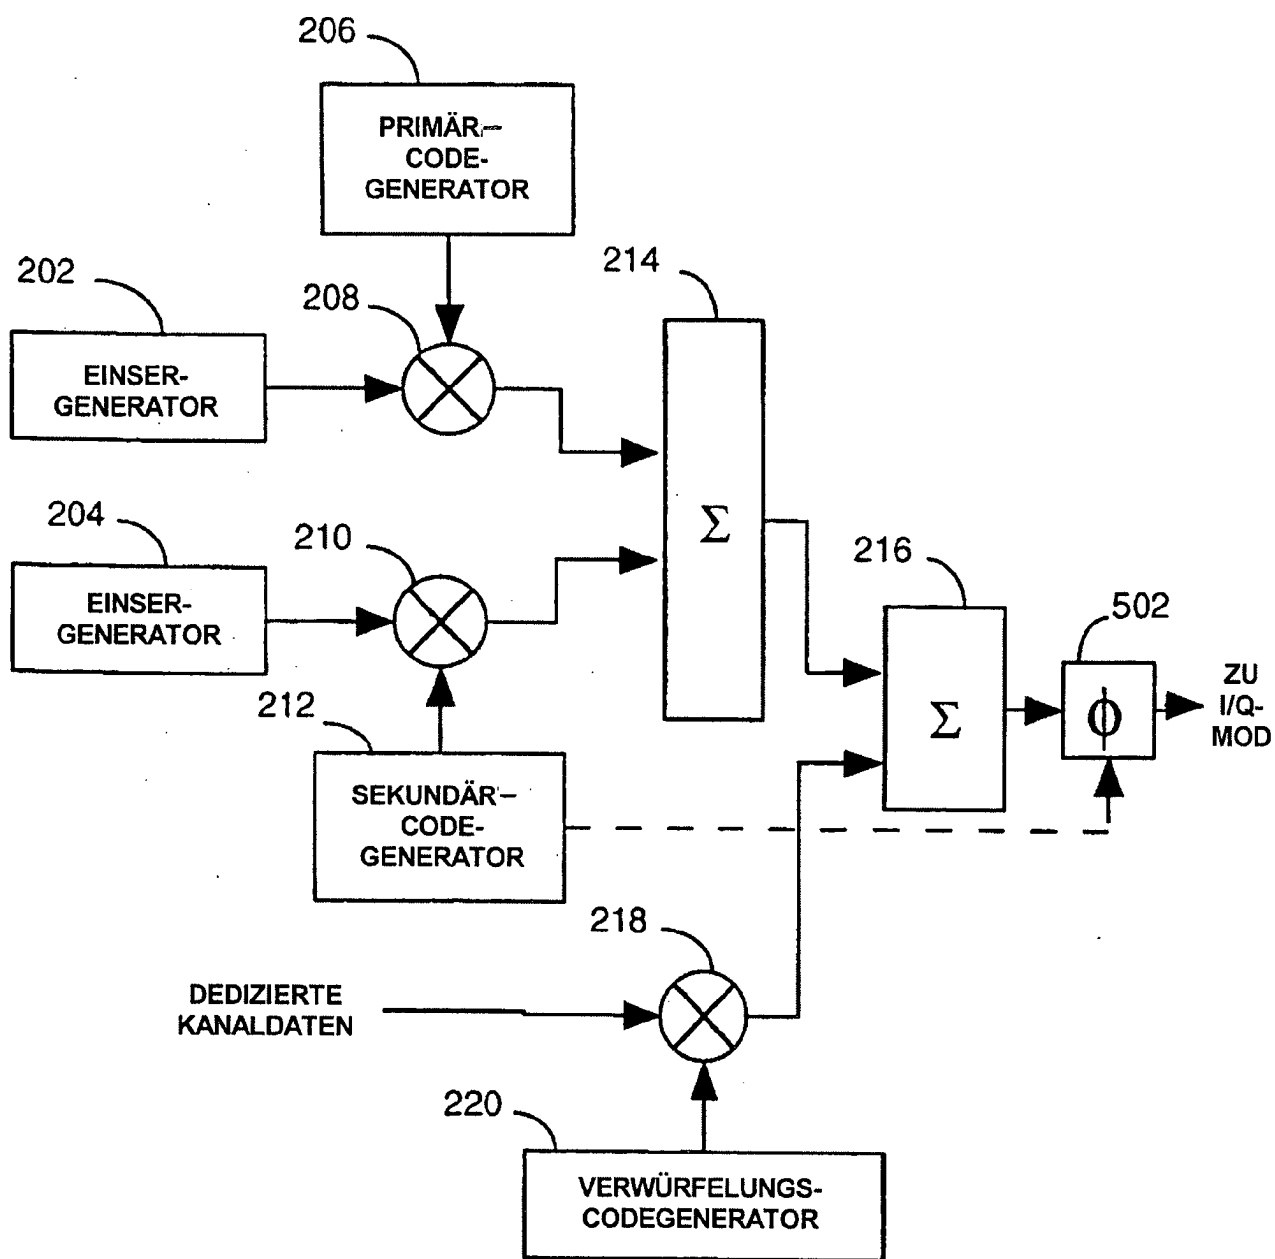 206
PRIMÄR-
CODE-
GENERATOR
202
208
214
EINSER-
GENERATOR
204
210
Σ
216
502
EINSER-
GENERATOR
212
ZU
I/Q-
MOD
Σ
ϕ
SEKUNDÄR-
CODE-
GENERATOR
218
DEDIZIERTE
KANALDATEN
220
VERWÜRFELUNGS-
CODEGENERATOR